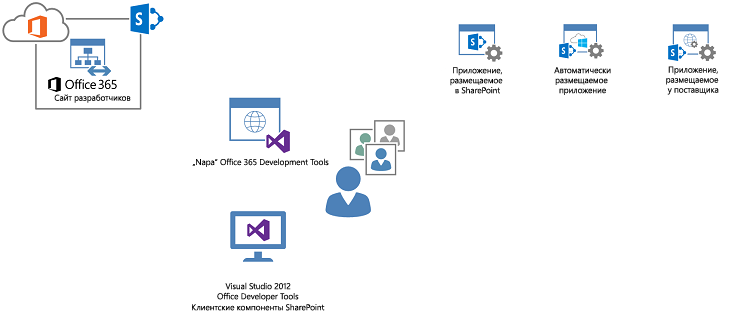 Office 365
Сайт разработчиков
Приложение,
размещаемое
в SharePoint
Автоматически
размещаемое
приложение
Приложение,
размещаемое
у поставщика
„Napa“ Office 365 Development Tools
Visual Studio 2012
Office Developer Tools
Клиентские компоненты SharePoint